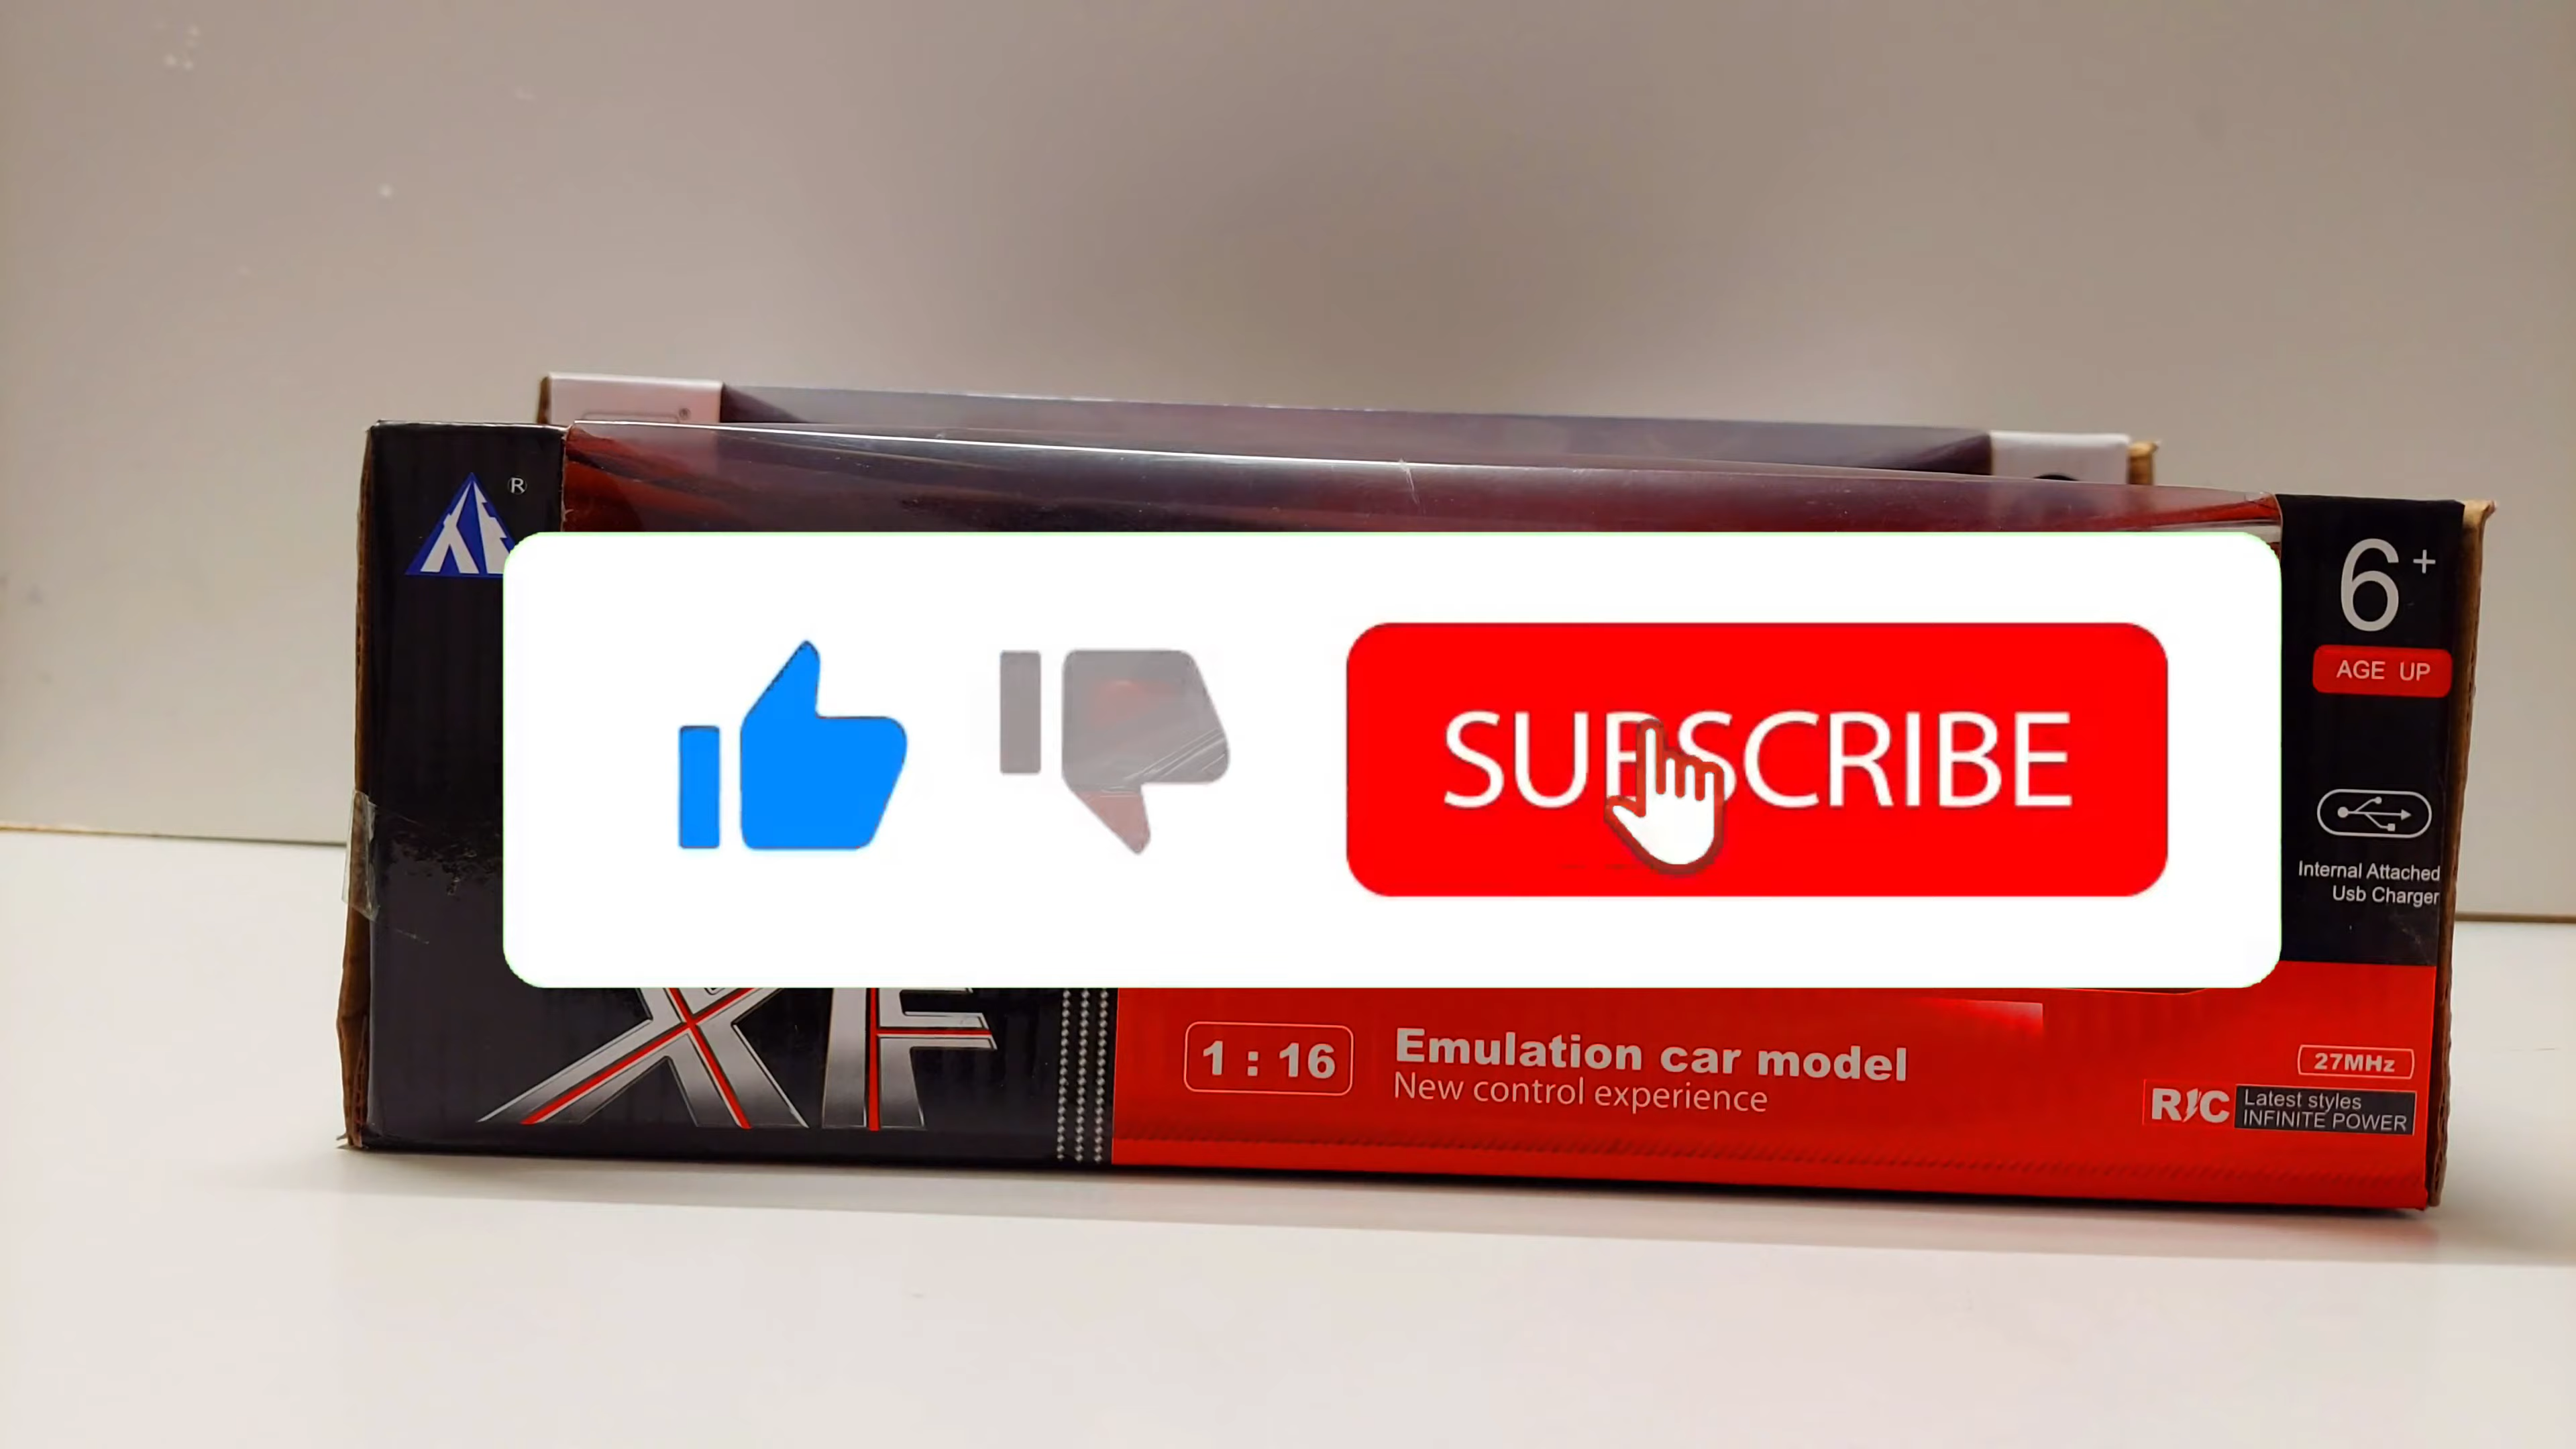 ®
6+
AGE UP
SUBSCRIBE
Internal Attached
Usb Charger
XF
1 : 16
Emulation car model
New control experience
27MHz
R/C
Latest styles
INFINITE POWER